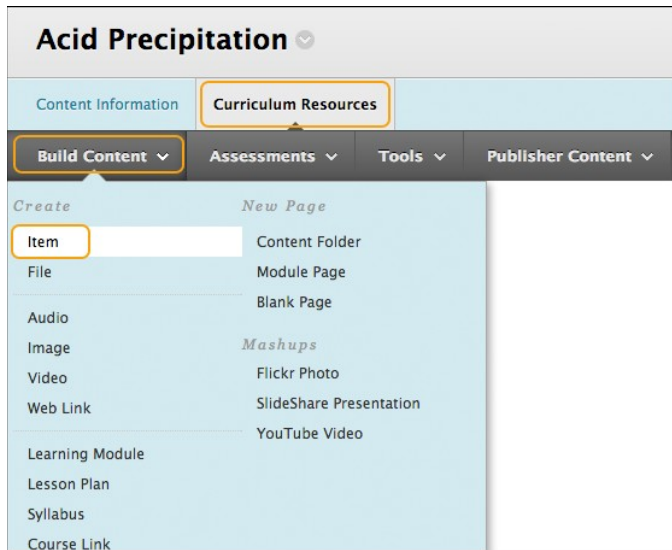 Acid Precipitation
Content Information
Curriculum Resources
Build Content
Assessments
Tools
Publisher Content
Create
Item
File
Audio
Image
Video
Web Link
Learning Module
Lesson Plan
Syllabus
Course Link
New Page
Content Folder
Module Page
Blank Page
Mashups
Flickr Photo
SlideShare Presentation
YouTube Video